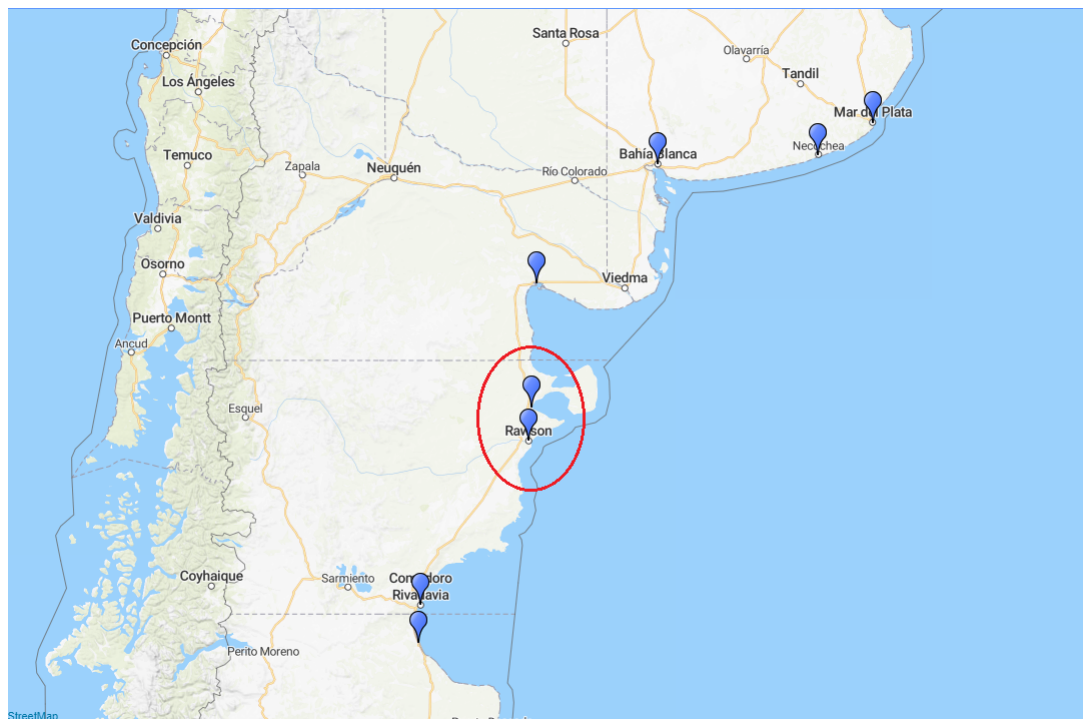 Santa Rosa
Concepción
Olavarría
Tandil
Los Ángeles
Mar del Plata
Necochea
Bahía Blanca
Temuco
Zapala
Neuquén
Río Colorado
Valdivia
Osorno
Viedma
Puerto Montt
Ancud
Esquel
Rawson
Coyhaique
Sarmiento
Comodoro
Rivadavia
Perito Moreno
StreetMap